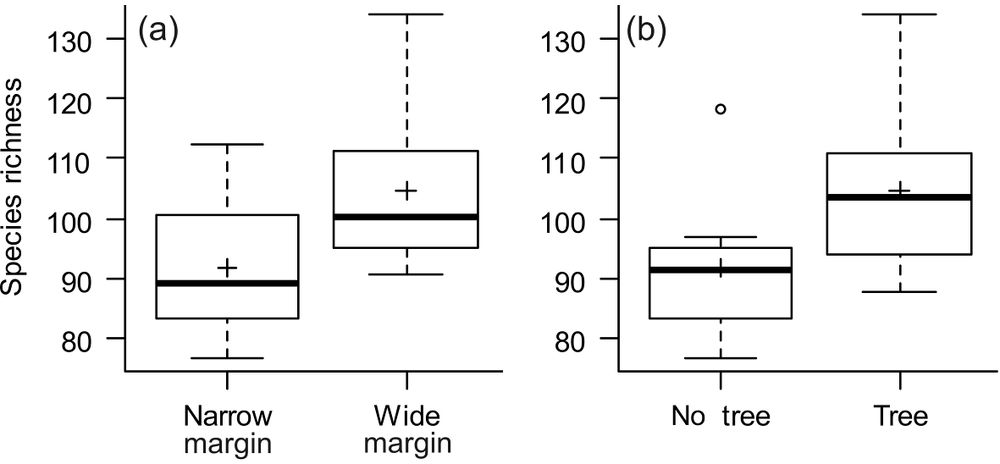 (a)
Species richness
130
120
110
100
90
80
Narrow
margin
Wide
margin
(b)
130
120
110
100
90
80
No tree
Tree